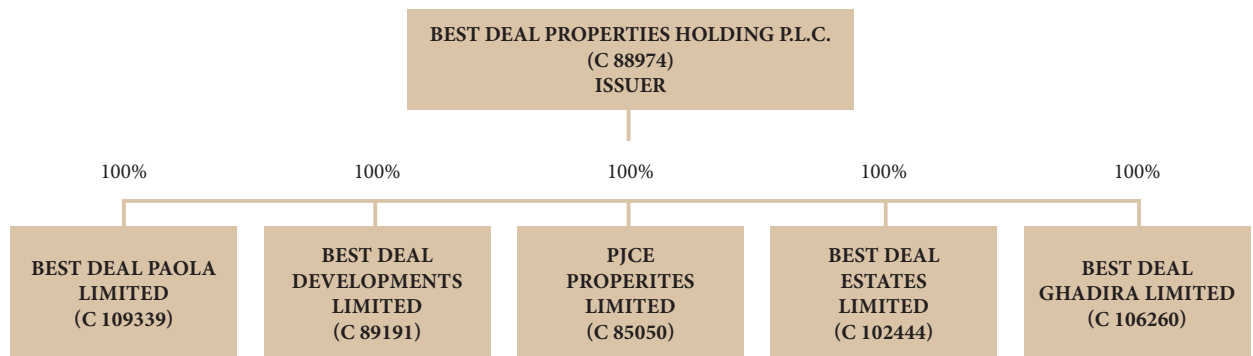 BEST DEAL PROPERTIES HOLDING P.L.C.
(C 88974)
ISSUER
100%
100%
100%
100%
100%
BEST DEAL PAOLA
LIMITED
(C 109339)
BEST DEAL
DEVELOPMENTS
LIMITED
(C 89191)
PJCE
PROPERITES
LIMITED
(C 85050)
BEST DEAL
ESTATES
LIMITED
(C 102444)
BEST DEAL
GHADIRA LIMITED
(C 106260)